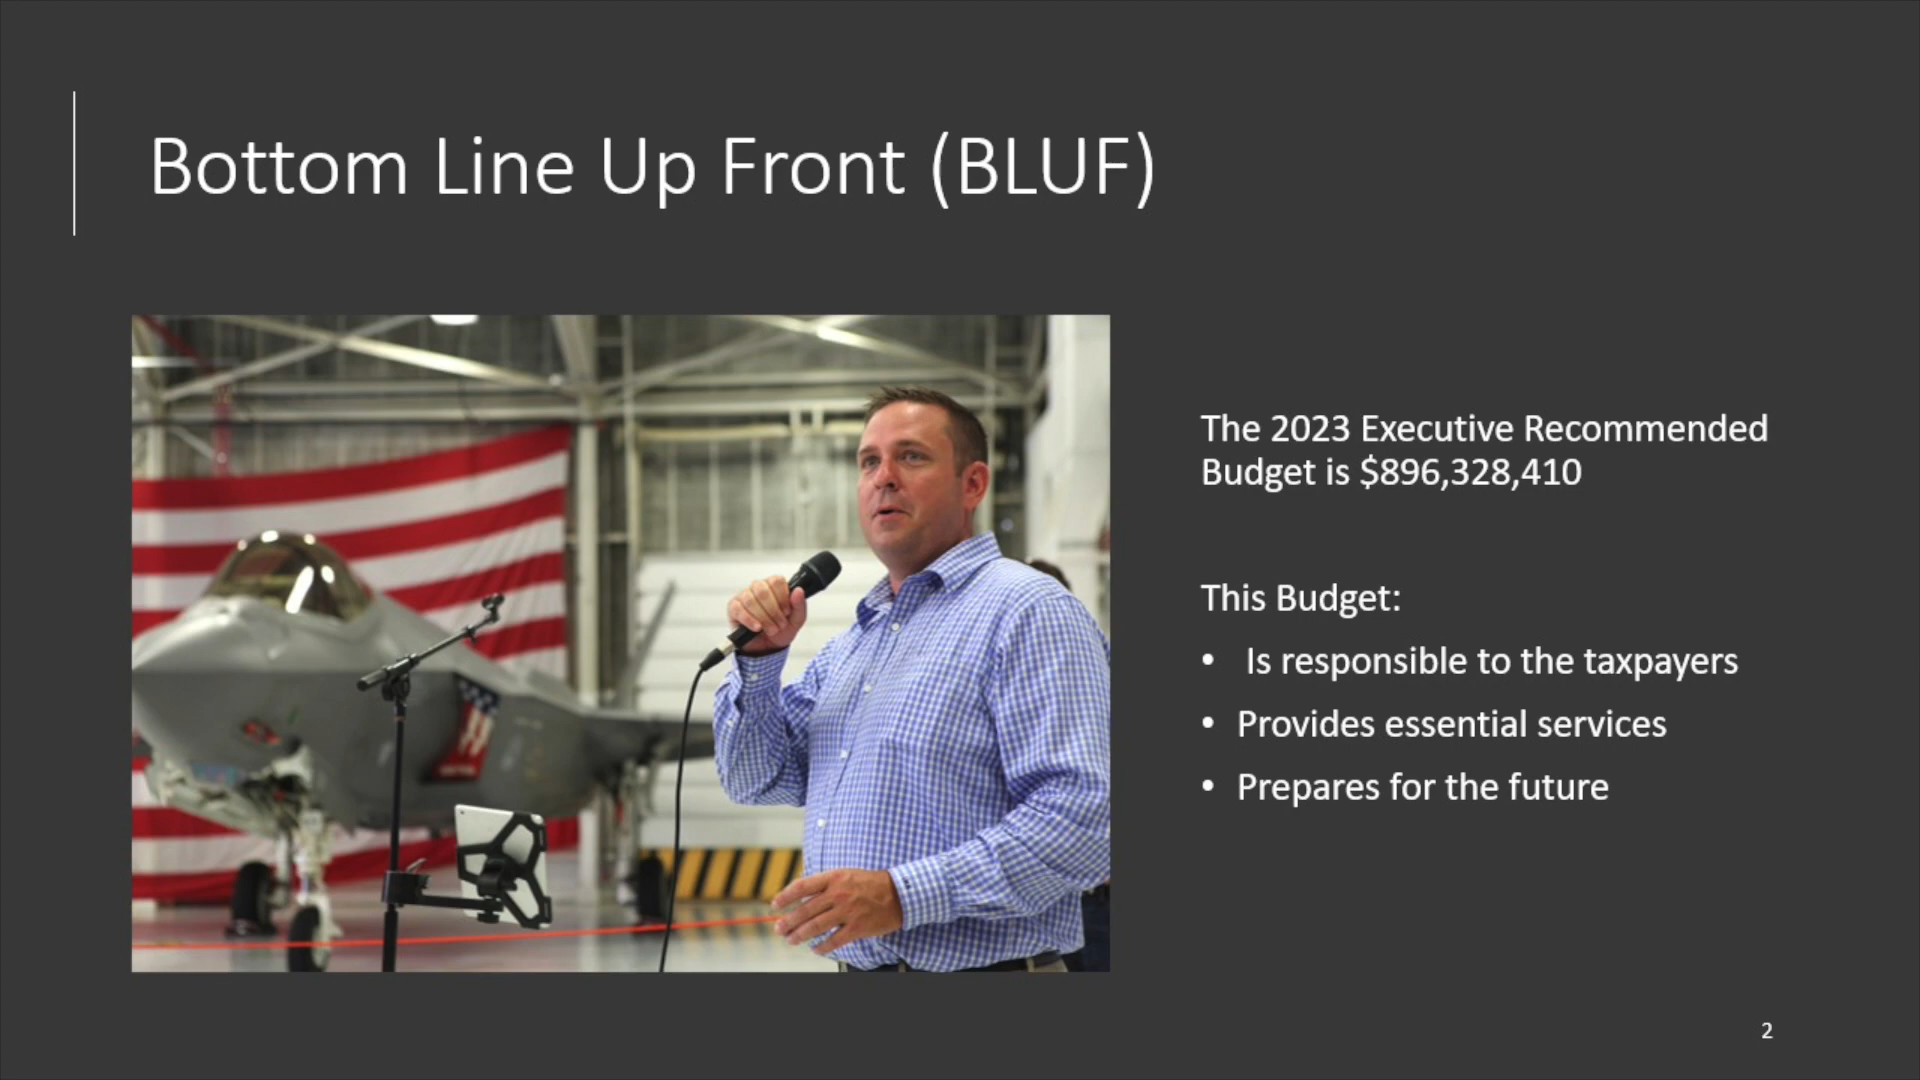 Bottom Line Up Front (BLUF)
The 2023 Executive Recommended
Budget is $896,328,410
This Budget:
• Is responsible to the taxpayers
• Provides essential services
• Prepares for the future
2